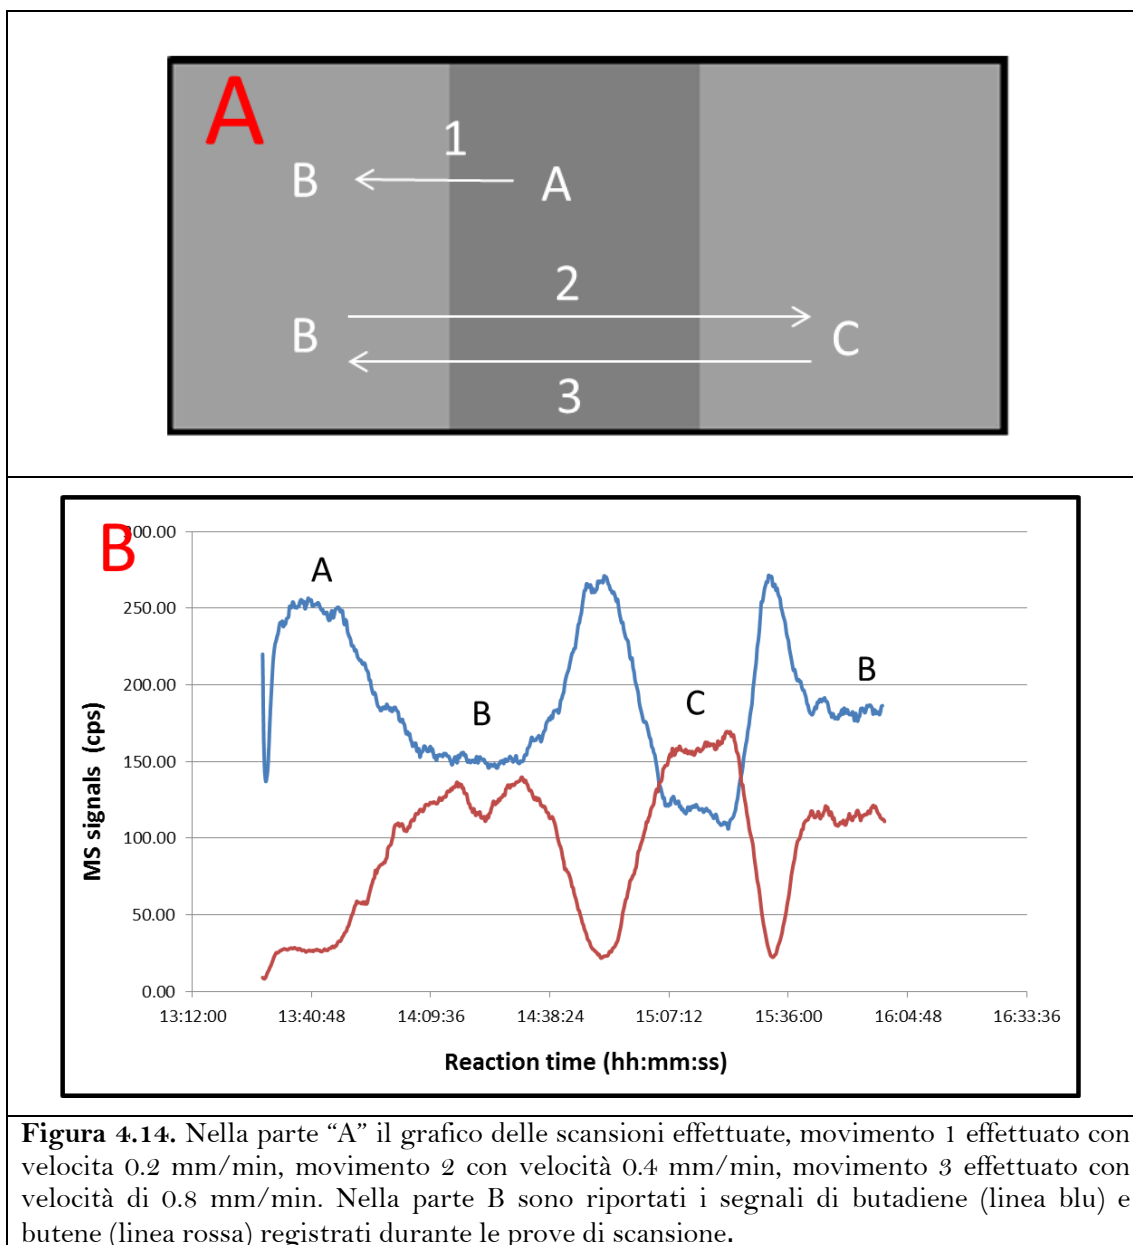 A
1
B
A
2
B
C
3
B
300.00
250.00
200.00
150.00
100.00
50.00
0.00
A
B
C
B
MS signals (cps)
13:12:00 13:40:48 14:09:36 14:38:24 15:07:12 15:36:00 16:04:48 16:33:36
Reaction time (hh:mm:ss)
Figura 4.14. Nella parte “A” il grafico delle scansioni effettuate, movimento 1 effettuato con
velocita 0.2 mm/min, movimento 2 con velocità 0.4 mm/min, movimento 3 effettuato con
velocità di 0.8 mm/min. Nella parte B sono riportati i segnali di butadiene (linea blu) e
butene (linea rossa) registrati durante le prove di scansione.